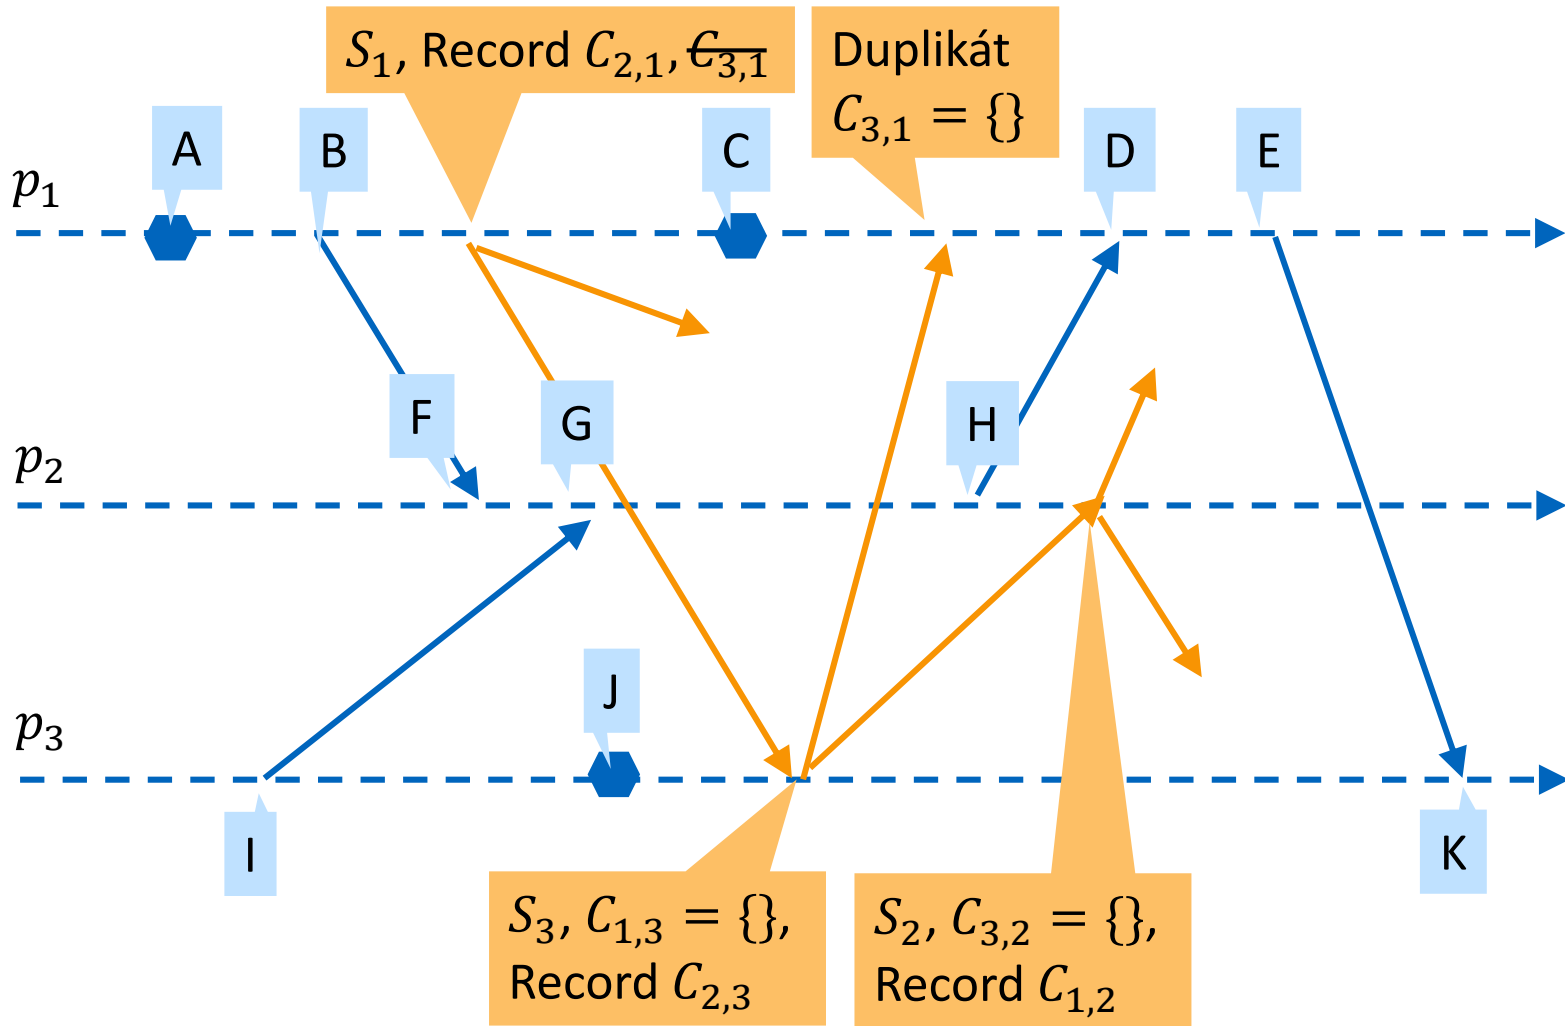 S₁, Record C₂,₁, C₃,₁
Duplikát
C₃,₁ = {}
A
B
C
D
E
p₁
F
G
H
p₂
J
p₃
I
K
S₃, C₁,₃ = {},
Record C₂,₃
S₂, C₃,₂ = {},
Record C₁,₂